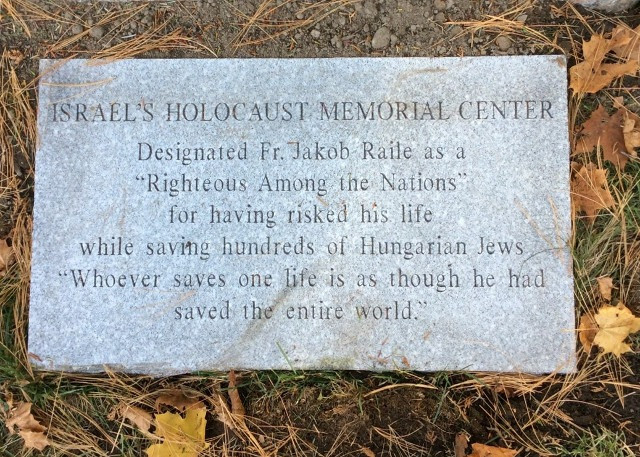 ISRAEL'S HOLOCAUST MEMORIAL CENTER
Designated Fr. Jakob Raile as a
“Righteous Among the Nations”
for having risked his life
while saving hundreds of Hungarian Jews
“Whoever saves one life is as though he had
saved the entire world.”